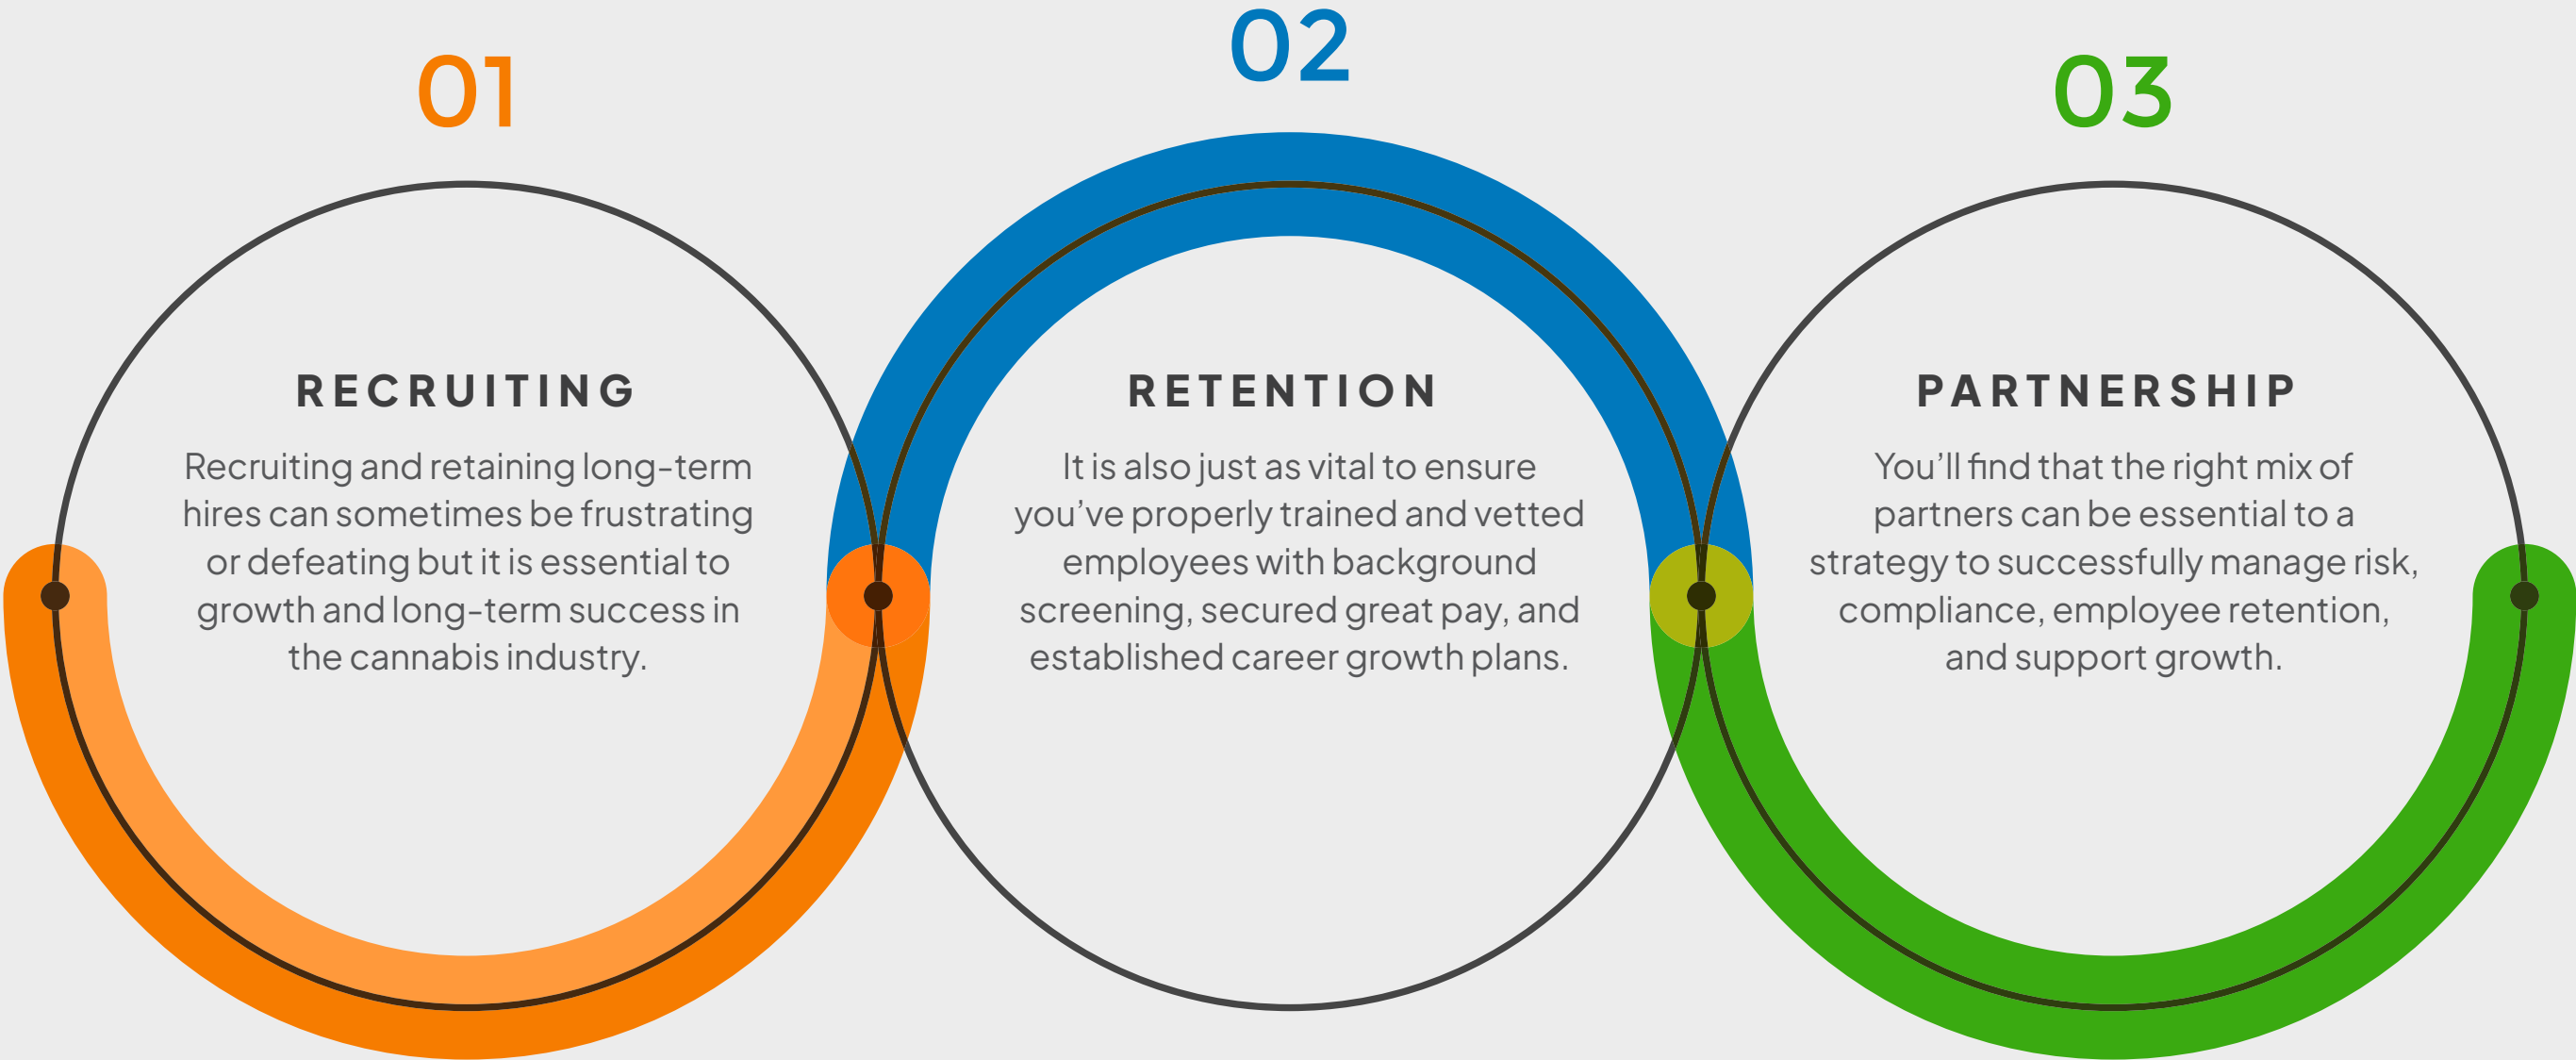 01
RECRUITING
Recruiting and retaining long-term
hires can sometimes be frustrating
or defeating but it is essential to
growth and long-term success in
the cannabis industry.
02
RETENTION
It is also just as vital to ensure
you’ve properly trained and vetted
employees with background
screening, secured great pay, and
established career growth plans.
03
PARTNERSHIP
You’ll find that the right mix of
partners can be essential to a
strategy to successfully manage risk,
compliance, employee retention,
and support growth.